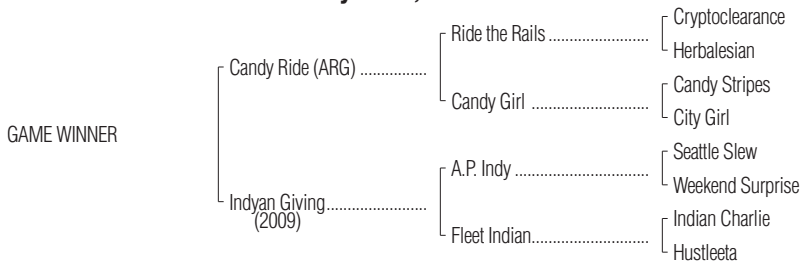 Cryptoclearance
Ride the Rails ......................
Herbalesian
Candy Ride (ARG) ................
Candy Stripes
Candy Girl .........................
City Girl
GAME WINNER
Seattle Slew
A.P. Indy ............................
Weekend Surprise
Indyan Giving .......................
(2009)
Indian Charlie
Fleet Indian..........................
Hustleeta